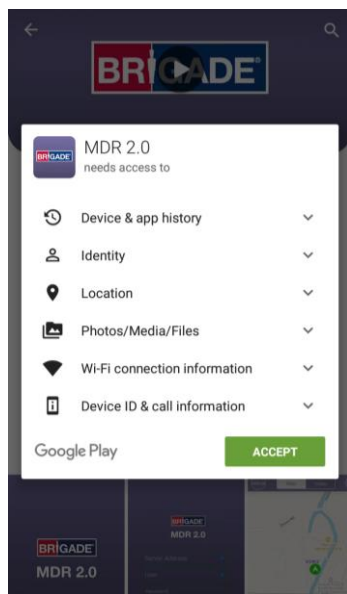 BRIGADE
BRIGADE
MDR 2.0
needs access to
Device & app history
Identity
Location
Photos/Media/Files
Wi-Fi connection information
Device ID & call information
Google Play
ACCEPT
BRIGADE
MDR 2.0
BRIGADE
MDR 2.0